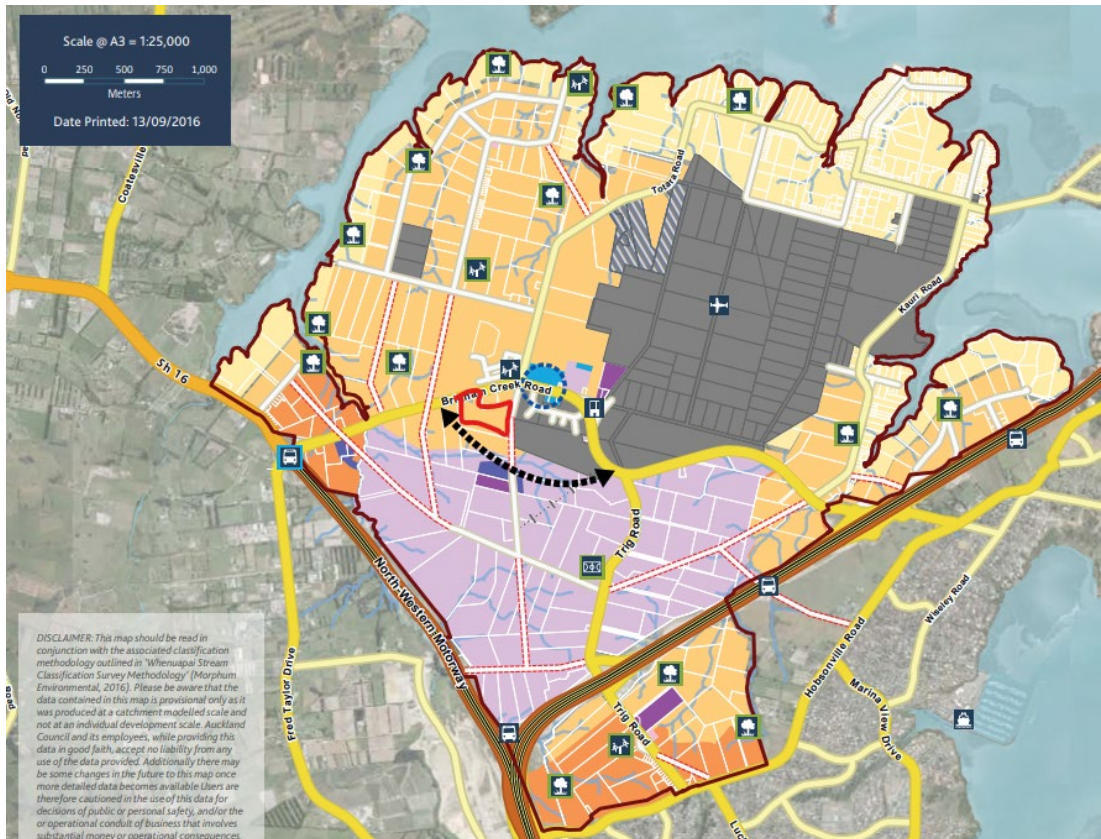 Scale @ A3 = 1:25,000
0 250 500 750 1,000
Meters
Date Printed: 13/09/2016
Coatesville
Totara Road
Kauri Road
Sh 16
Brigham Creek Road
Trig Road
North-Western Motorway
Wiseley Road
Hobsonville Road
Marina View Drive
Fred Taylor Drive
Trig Road
Road
DISCLAIMER: This map should be read in
conjunction with the associated classification
methodology outlined in 'Whenuapai Stream
Classification Survey Methodology' (Morphum
Environmental, 2016). Please be aware that the
data contained in this map is provisional only as it
was produced at a catchment modelled scale and
not at an individual development scale. Auckland
Council and its employees, while providing this
data in good faith, accept no liability from any
use of the data provided. Additionally there may
be some changes in the future to this map once
more detailed data becomes available Users are
therefore cautioned in the use of this data for
decisions of public or personal safety, and/or the
or operational conduit of business that involves
substantial money or operational consequences.